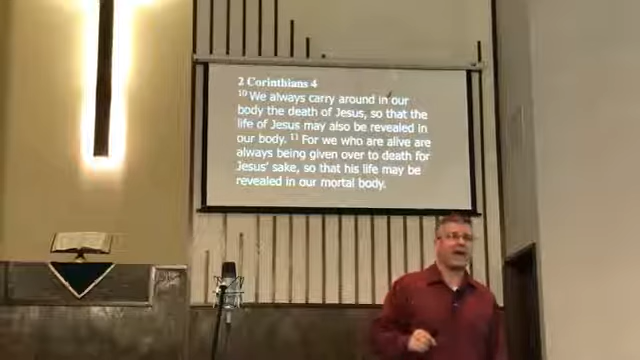 2 Corinthians 4
10 We always carry around in our
body the death of Jesus, so that the
life of Jesus may also be revealed in
our body. 11 For we who are alive are
always being given over to death for
Jesus' sake, so that his life may be
revealed in our mortal body.